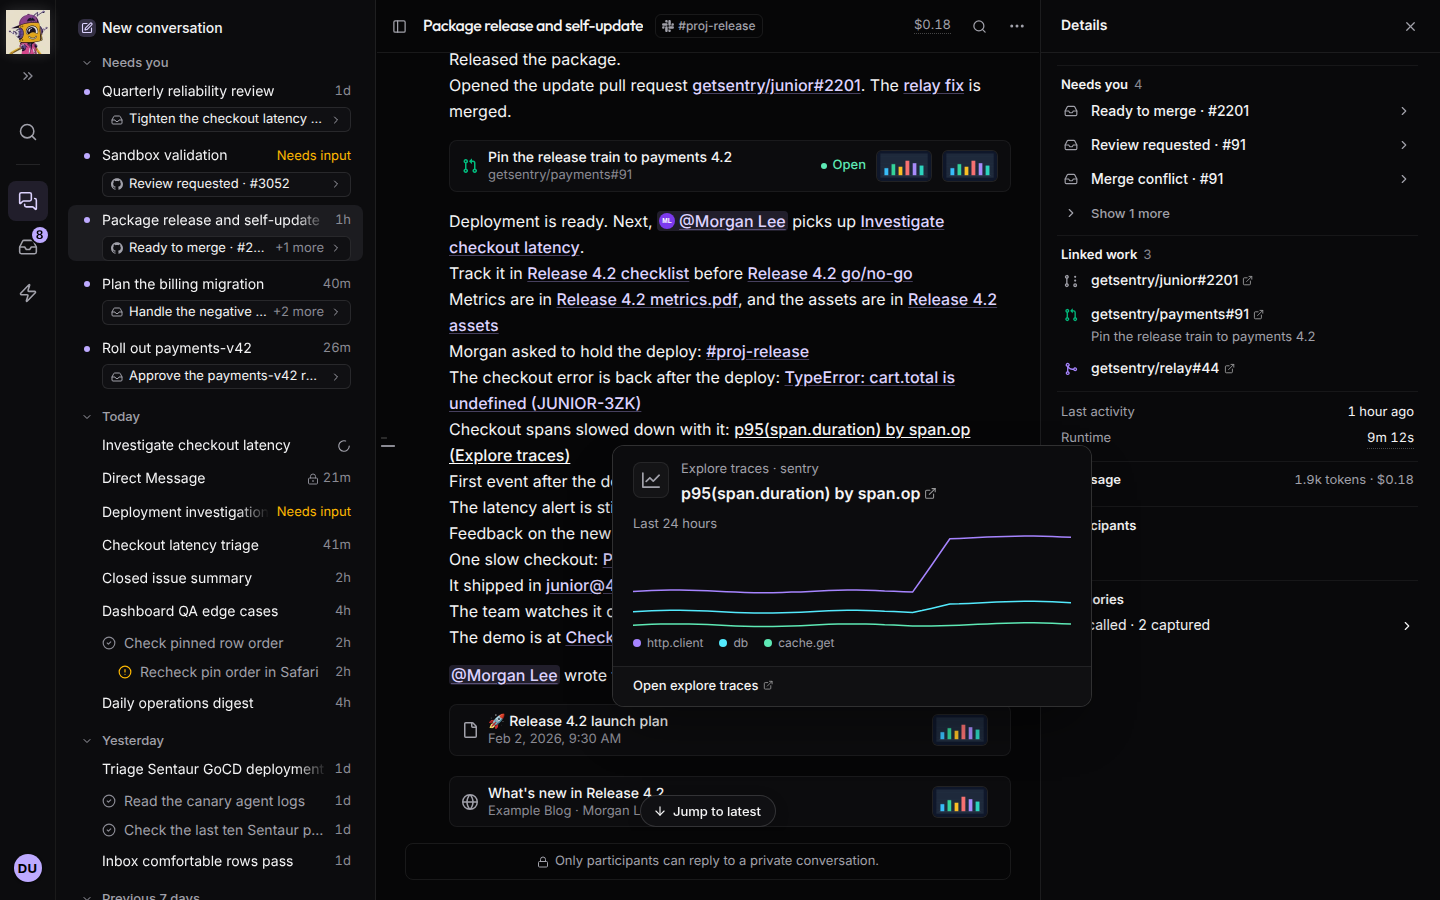 New conversation
Needs you
Quarterly reliability review 1d
Tighten the checkout latency ...
Sandbox validation Needs input
Review requested · #3052
Package release and self-update 1h
Ready to merge · #2... +1 more
Plan the billing migration 40m
Handle the negative ... +2 more
Roll out payments-v42 26m
Approve the payments-v42 r...
Today
Investigate checkout latency
Direct Message 21m
Deployment investigation Needs input
Checkout latency triage 41m
Closed issue summary 2h
Dashboard QA edge cases 4h
Check pinned row order 2h
Recheck pin order in Safari 2h
Daily operations digest 4h
Yesterday
Triage Sentaur GoCD deployment 1d
Read the canary agent logs 1d
Check the last ten Sentaur p... 1d
Inbox comfortable rows pass 1d
Previous 7 days
8
DU
Package release and self-update #proj-release $0.18
Released the package.
Opened the update pull request getsentry/junior#2201. The relay fix is
merged.
Pin the release train to payments 4.2
getsentry/payments#91
Open
Deployment is ready. Next, ML @Morgan Lee picks up Investigate
checkout latency.
Track it in Release 4.2 checklist before Release 4.2 go/no-go
Metrics are in Release 4.2 metrics.pdf, and the assets are in Release 4.2
assets
Morgan asked to hold the deploy: #proj-release
The checkout error is back after the deploy: TypeError: cart.total is
undefined (JUNIOR-3ZK)
Checkout spans slowed down with it: p95(span.duration) by span.op
(Explore traces)
First event after the d
The latency alert is sti
Feedback on the new
One slow checkout: P
It shipped in junior@4
The team watches it
The demo is at Check
@Morgan Lee wrote
Explore traces · sentry
p95(span.duration) by span.op
Last 24 hours
http.client db cache.get
Open explore traces
🚀 Release 4.2 launch plan
Feb 2, 2026, 9:30 AM
What's new in Release 4.2
Example Blog · Morgan L
Jump to latest
Only participants can reply to a private conversation.
Details
Needs you 4
Ready to merge · #2201
Review requested · #91
Merge conflict · #91
Show 1 more
Linked work 3
getsentry/junior#2201
getsentry/payments#91
Pin the release train to payments 4.2
getsentry/relay#44
Last activity 1 hour ago
Runtime 9m 12s
sage 1.9k tokens · $0.18
cipants
ories
called · 2 captured